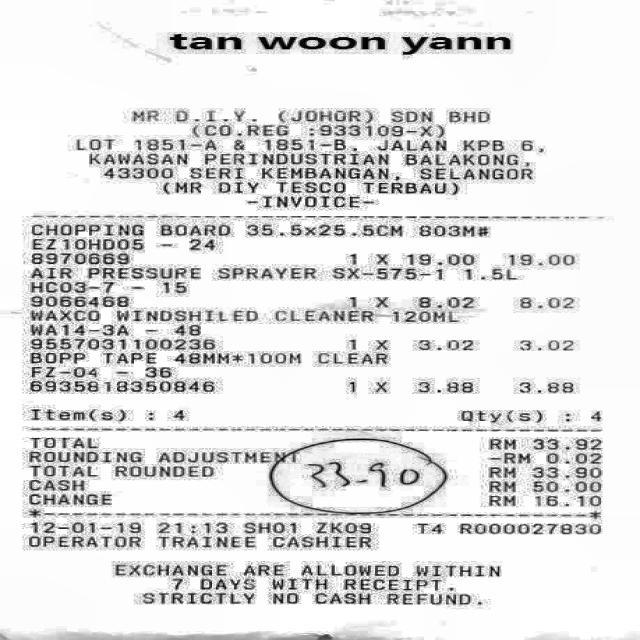 tan woon yann
MR D.I.Y. (JOHOR) SDN BHD
(CO.REG :933109-X)
LOT 1851-A & 1851-B, JALAN KPB 6,
KAWASAN PERINDUSTRIAN BALAKONG,
43300 SERI KEMBANGAN, SELANGOR
(MR DIY TESCO TERBAU)
-INVOICE-
CHOPPING BOARD 35.5x25.5CM 803M#
EZ10HD05 - 24
8970669 1 X 19.00 19.00
AIR PRESSURE SPRAYER SX-575-1 1.5L
HC03-7 - 15
9066468 1 X 8.02 8.02
WAXCO WINDSHILED CLEANER 120ML
WA14-3A - 48
9557031100236 1 X 3.02 3.02
BOPP TAPE 48MM*100M CLEAR
FZ-04 - 36
6935818350846 1 X 3.88 3.88
Item(s) : 4 Qty(s) : 4
TOTAL RM 33.92
ROUNDING ADJUSTMENT -RM 0.02
TOTAL ROUNDED RM 33.90
33-90
CASH RM 50.00
CHANGE RM 16.10
12-01-19 21:13 SH01 ZK09 T4 R000027830
OPERATOR TRAINEE CASHIER
EXCHANGE ARE ALLOWED WITHIN
7 DAYS WITH RECEIPT.
STRICTLY NO CASH REFUND.